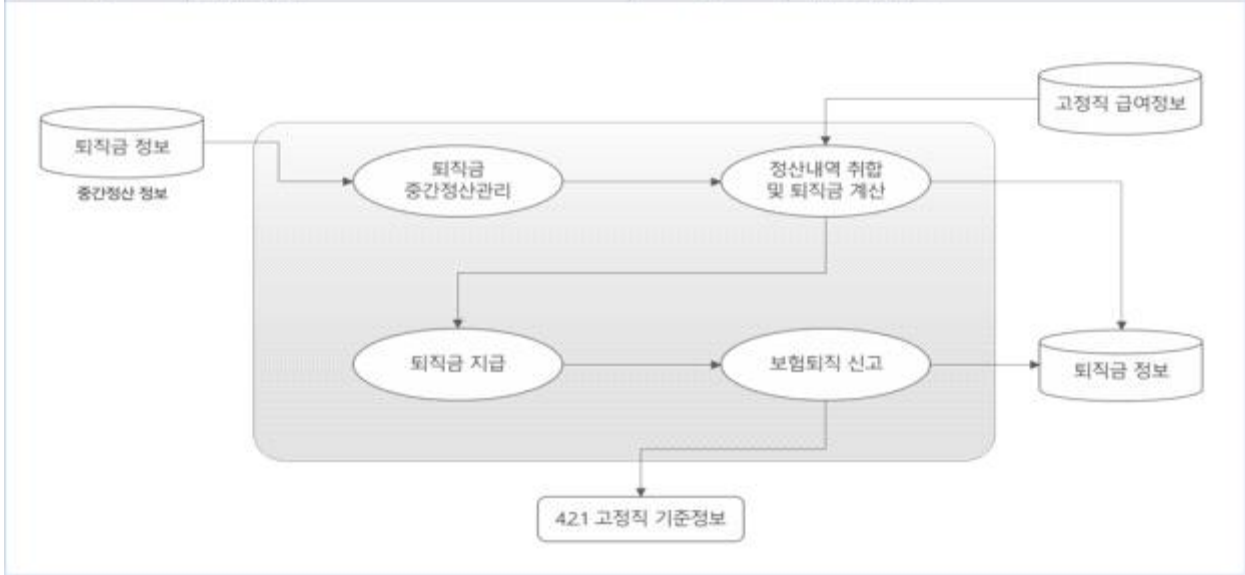 고정직 급여정보
퇴직금 정보
중간정산 정보
퇴직금
중간정산관리
정산내역 취합
및 퇴직금 계산
퇴직금 지급
보험퇴직 신고
퇴직금 정보
4.2.1 고정직 기준정보